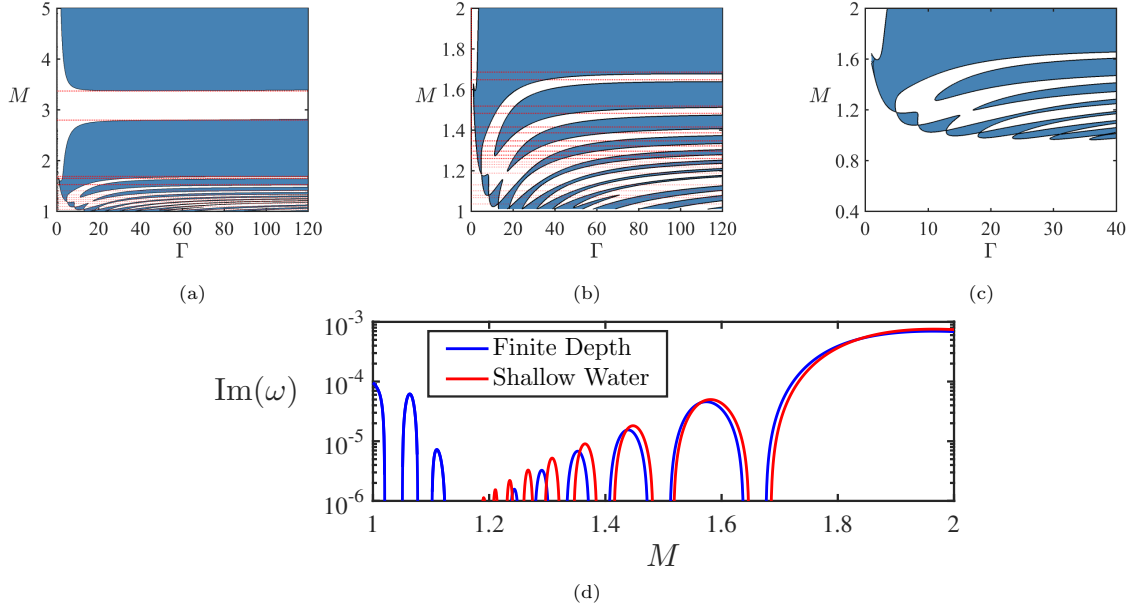 5
4
3
2
1
M
0 20 40 60 80 100 120
Γ
(a)
2
1.8
1.6
1.4
1.2
1
M
0 20 40 60 80 100 120
Γ
(b)
2
1.6
1.2
0.8
0.4
M
0 10 20 30 40
Γ
(c)
10^-3
10^-4
10^-5
10^-6
Im(ω)
Finite Depth
Shallow Water
1 1.2 1.4 1.6 1.8 2
M
(d)